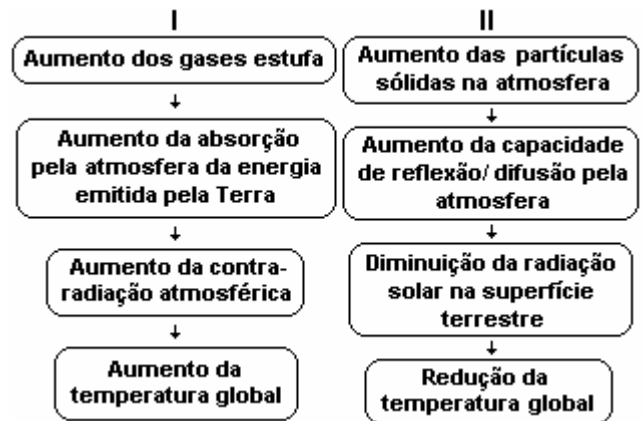 I
Aumento dos gases estufa
Aumento da absorção
pela atmosfera da energia
emitida pela Terra
Aumento da contra-
radiação atmosférica
Aumento da
temperatura global
II
Aumento das partículas
sólidas na atmosfera
Aumento da capacidade
de reflexão/ difusão pela
atmosfera
Diminuição da radiação
solar na superfície
terrestre
Redução da
temperatura global